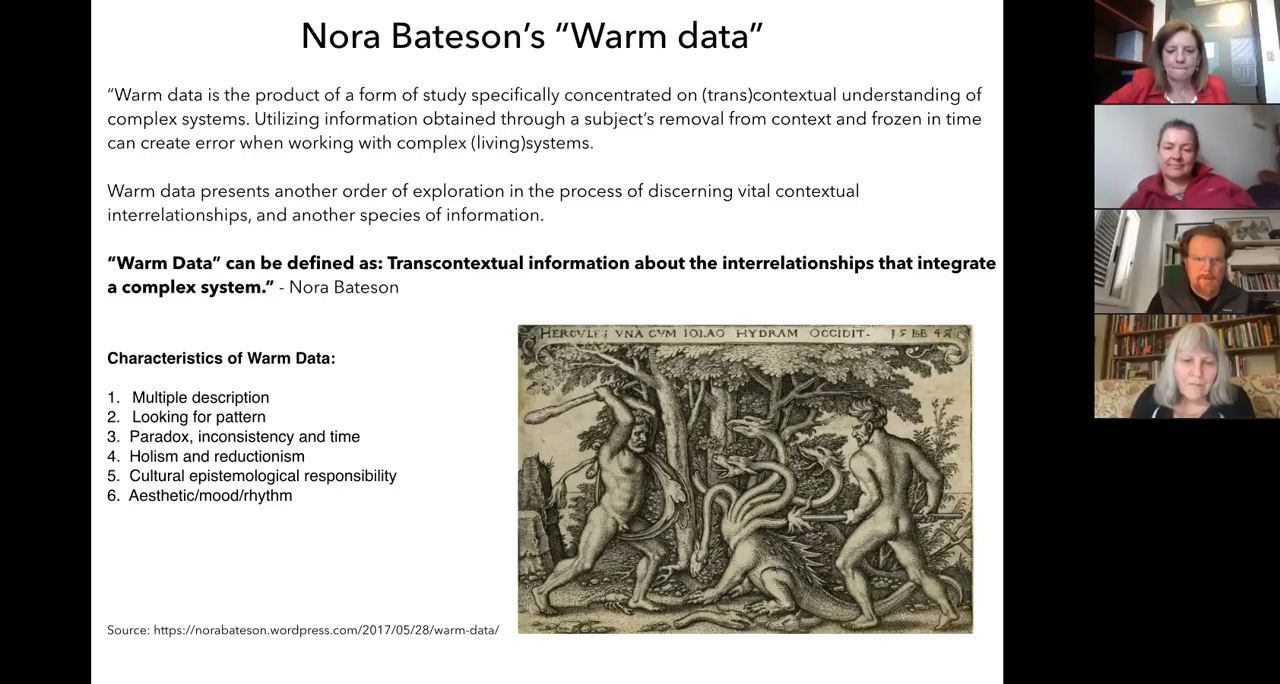 Nora Bateson’s “Warm data”
“Warm data is the product of a form of study specifically concentrated on (trans)contextual understanding of
complex systems. Utilizing information obtained through a subject’s removal from context and frozen in time
can create error when working with complex (living)systems.
Warm data presents another order of exploration in the process of discerning vital contextual
interrelationships, and another species of information.
“Warm Data” can be defined as: Transcontextual information about the interrelationships that integrate
a complex system.” - Nora Bateson
HERCVLES VNA CVM IOLAO HYDRAM OCCIDIT. 15
Characteristics of Warm Data:
1. Multiple description
2. Looking for pattern
3. Paradox, inconsistency and time
4. Holism and reductionism
5. Cultural epistemological responsibility
6. Aesthetic/mood/rhythm
Source: https://norabateson.wordpress.com/2017/05/28/warm-data/